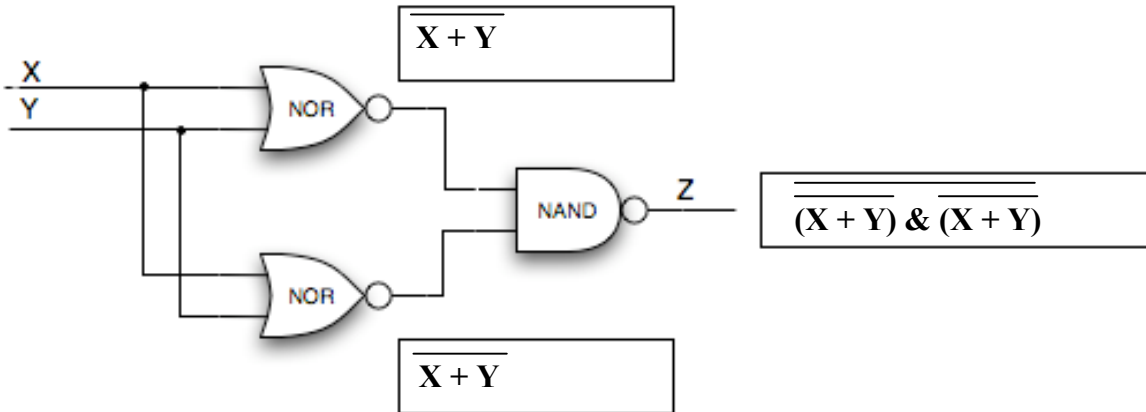 X + Y
X
Y
NOR
NAND
Z
(X + Y) & (X + Y)
NOR
X + Y